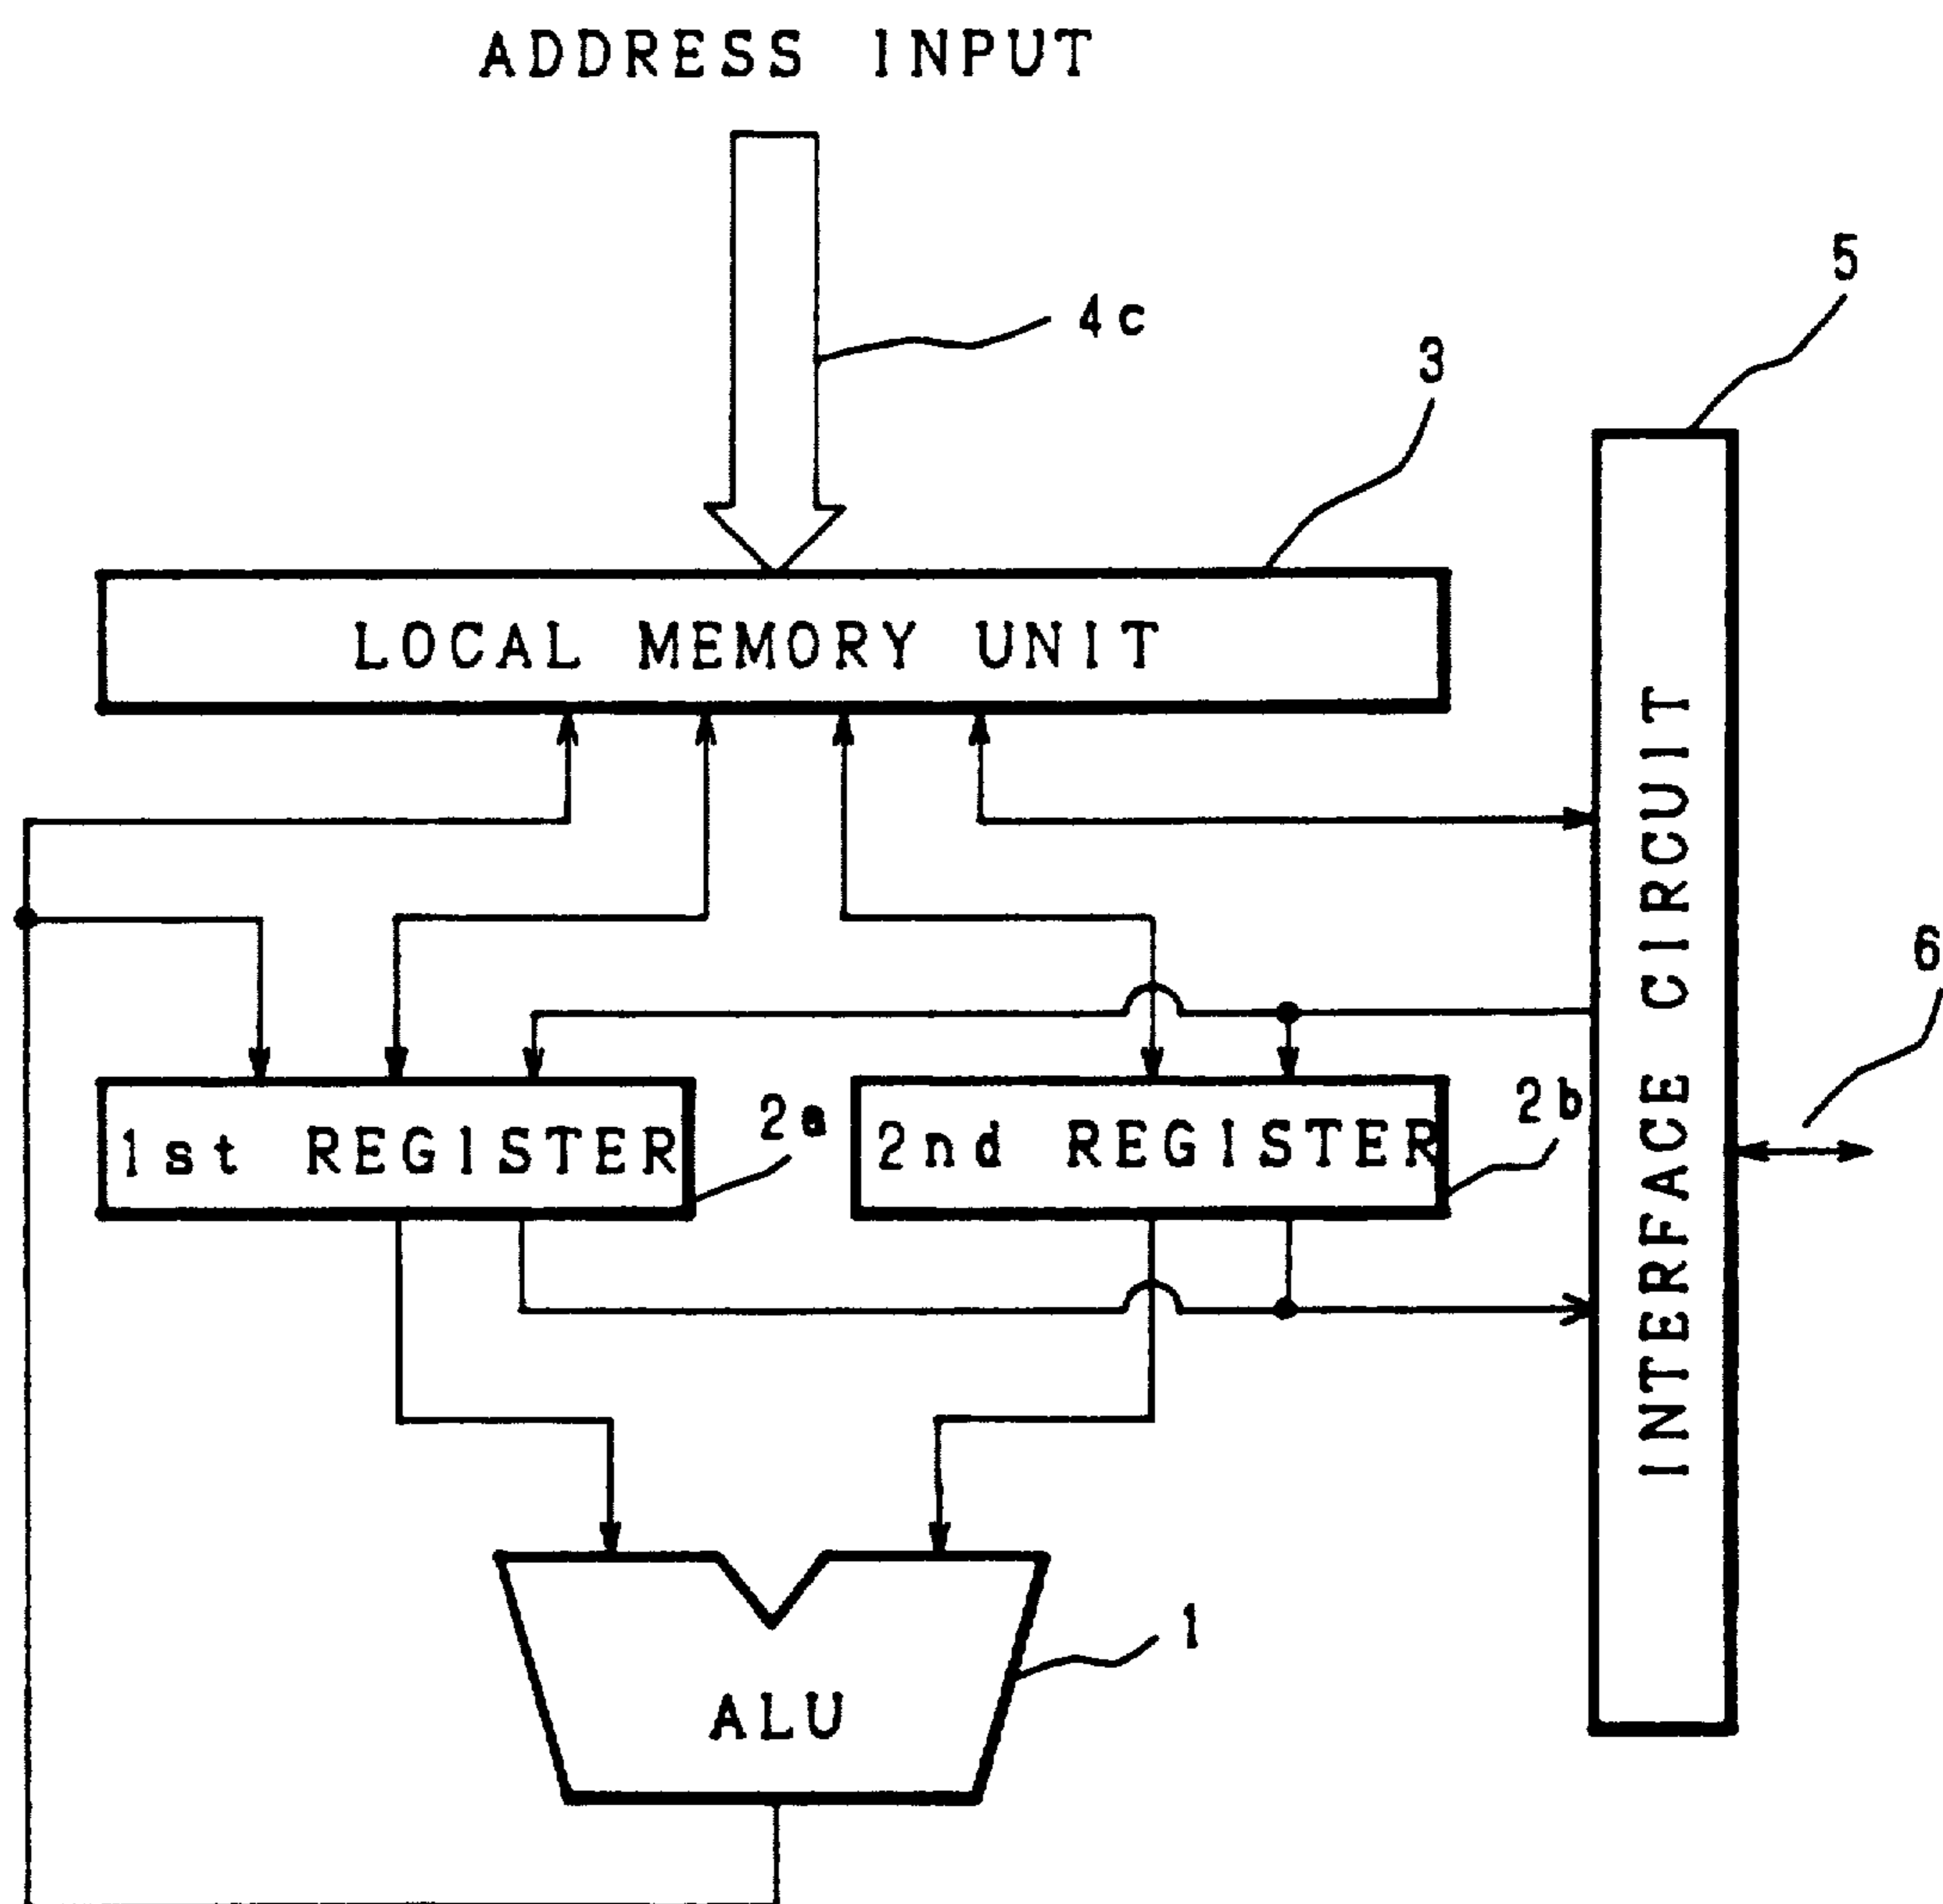 ADDRESS INPUT
5
4c
3
LOCAL MEMORY UNIT
INTERFACE CIRCUIT
6
1st REGISTER
2a
2nd REGISTER
2b
1
ALU